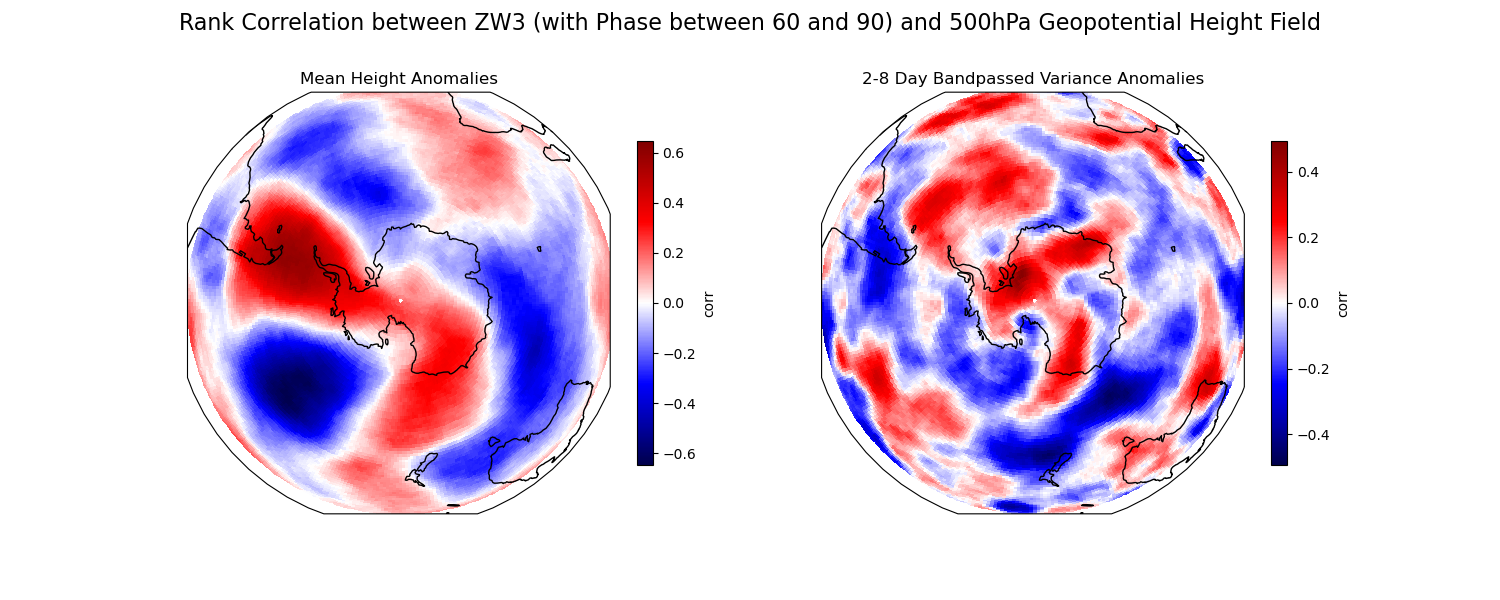 Rank Correlation between ZW3 (with Phase between 60 and 90) and 500hPa Geopotential Height Field
Mean Height Anomalies
0.6
0.4
0.2
0.0
−0.2
−0.4
−0.6
corr
2-8 Day Bandpassed Variance Anomalies
0.4
0.2
0.0
−0.2
−0.4
corr